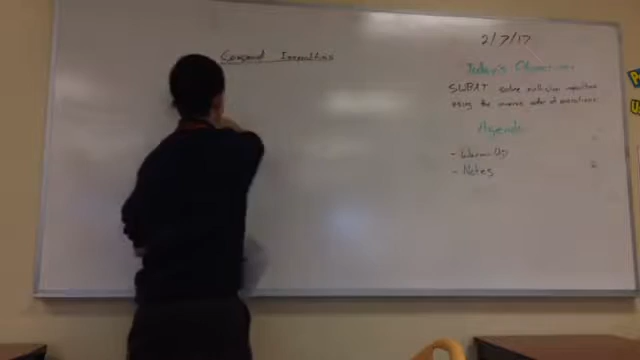 Compound Inequalities
2/7/17
Today's Objective:
SWBAT solve multi-step inequalities
using the inverse order of operations.
Agenda
- Warm-Up
- Notes